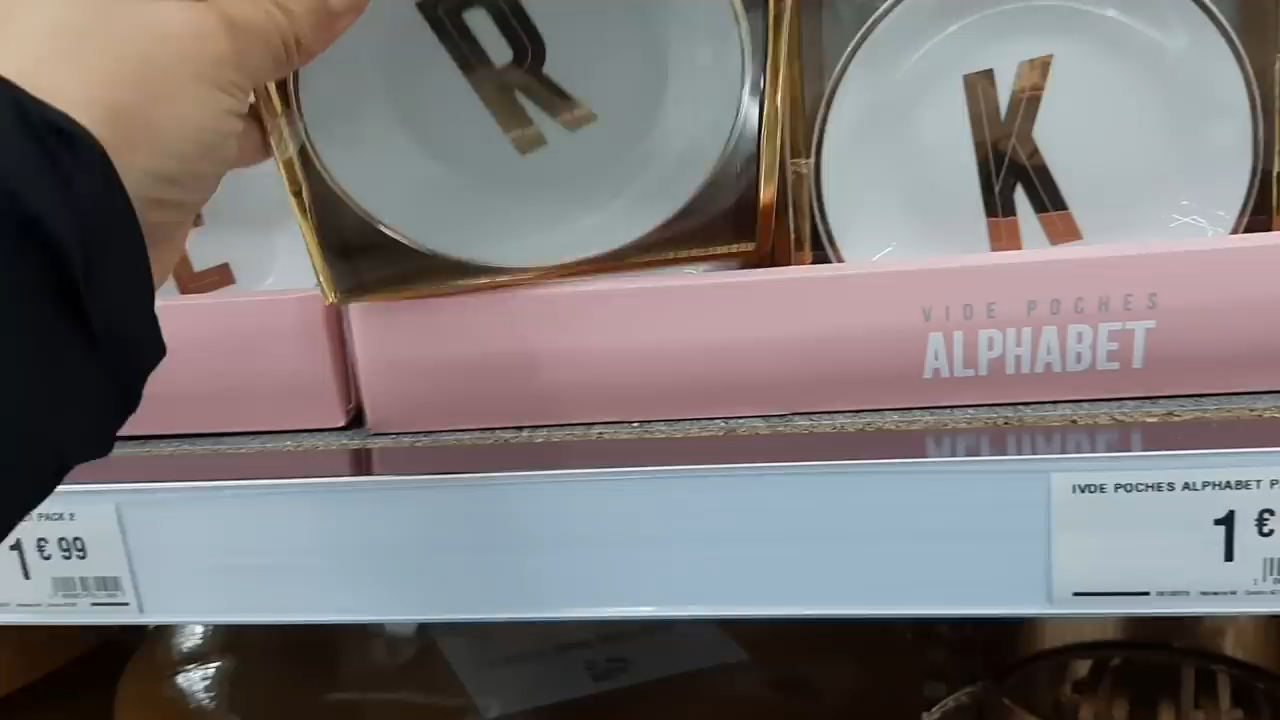 R
K
VIDE POCHES
ALPHABET
PACK 2
1 € 99
IVDE POCHES ALPHABET P
1 €